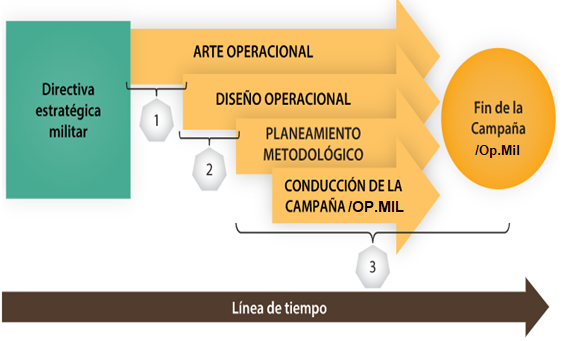 Directiva
estratégica
militar
ARTE OPERACIONAL
1
DISEÑO OPERACIONAL
2
PLANEAMIENTO
METODOLÓGICO
CONDUCCIÓN DE LA
CAMPAÑA /OP.MIL
3
Fin de la
Campaña
/Op.Mil
Línea de tiempo